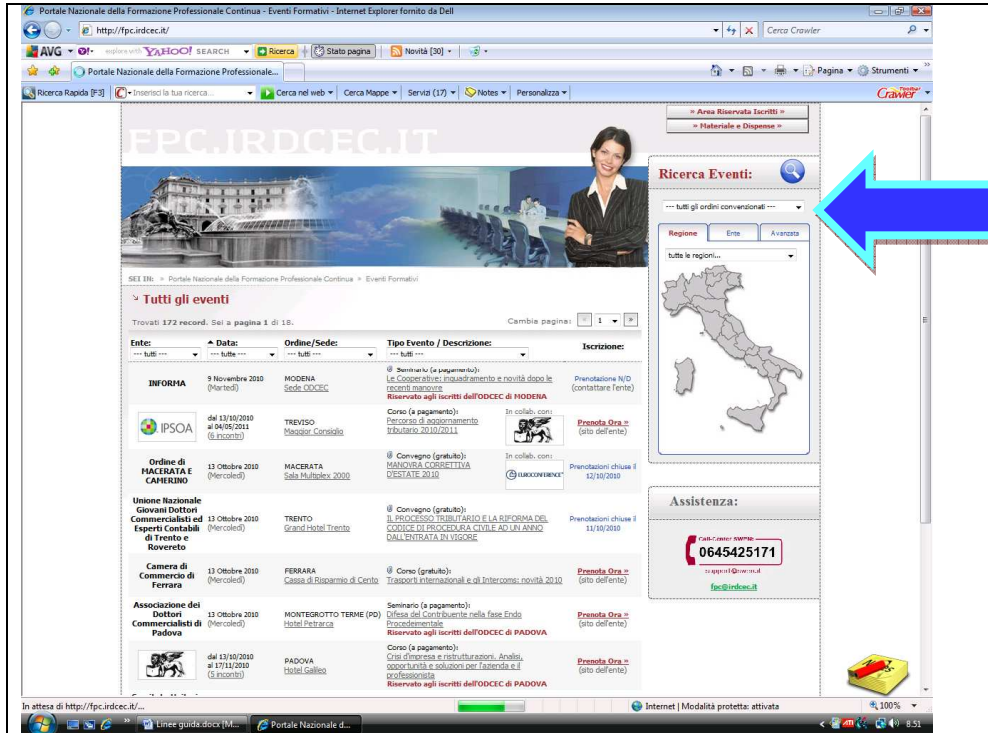 Portale Nazionale della Formazione Professionale Continua - Eventi Formativi - Internet Explorer fornito da Dell
http://fpc.irdcec.it/
Cerca Crawler
AVG
YAHOO! SEARCH
Ricerca
Stato pagina
Novità [30]
Portale Nazionale della Formazione Professionale...
Pagina
Strumenti
Ricerca Rapida [F3]
Inserisci la tua ricerca...
Cerca nel web
Cerca Mappe
Servizi (17)
Notes
Personalizza
Crawler Toolbar
FPC.IRDCEC.IT
» Area Riservata Iscritti »
» Materiale e Dispense »
Ricerca Eventi:
--- tutti gli ordini convenzionati ---
Regione
Ente
Avanzata
tutte le regioni...
SEI IN: » Portale Nazionale della Formazione Professionale Continua » Eventi Formativi
Tutti gli eventi
Trovati 172 record. Sei a pagina 1 di 18.
Cambia pagina: 1 »
Ente:
--- tutti ---
Data:
--- tutte ---
Ordine/Sede:
--- tutti ---
Tipo Evento / Descrizione:
--- tutti ---
Iscrizione:
INFORMA
9 Novembre 2010
(Martedì)
MODENA
Sede ODCEC
Seminario (a pagamento):
Le Cooperative: inquadramento e novità dopo le
recenti manovre
Riservato agli iscritti dell'ODCEC di MODENA
Prenotazione N/D
(contattare l'ente)
IPSOA
dal 13/10/2010
al 04/05/2011
(6 incontri)
TREVISO
Maggior Consiglio
Corso (a pagamento):
Percorso di aggiornamento
tributario 2010/2011
In collab. con:
Prenota Ora »
(sito dell'ente)
Ordine di
MACERATA E
CAMERINO
13 Ottobre 2010
(Mercoledì)
MACERATA
Sala Multiplex 2000
Convegno (gratuito):
MANOVRA CORRETTIVA
D'ESTATE 2010
In collab. con:
EUROCONFERENCE
Prenotazioni chiuse il
12/10/2010
Unione Nazionale
Giovani Dottori
Commercialisti ed
Esperti Contabili
di Trento e
Rovereto
13 Ottobre 2010
(Mercoledì)
TRENTO
Grand Hotel Trento
Convegno (gratuito):
IL PROCESSO TRIBUTARIO E LA RIFORMA DEL
CODICE DI PROCEDURA CIVILE AD UN ANNO
DALL'ENTRATA IN VIGORE
Prenotazioni chiuse il
11/10/2010
Camera di
Commercio di
Ferrara
13 Ottobre 2010
(Mercoledì)
FERRARA
Cassa di Risparmio di Cento
Corso (gratuito):
Trasporti internazionali e gli Intercoms: novità 2010
Prenota Ora »
(sito dell'ente)
Associazione dei
Dottori
Commercialisti di
Padova
13 Ottobre 2010
(Mercoledì)
MONTEGROTTO TERME (PD)
Hotel Petrarca
Seminario (a pagamento):
Difesa del Contribuente nella fase Endo
Procedeimentale
Riservato agli iscritti dell'ODCEC di PADOVA
Prenota Ora »
(sito dell'ente)
dal 13/10/2010
al 17/11/2010
(5 incontri)
PADOVA
Hotel Galileo
Corso (a pagamento):
Crisi d'impresa e ristrutturazioni. Analisi,
opportunità e soluzioni per l'azienda e il
professionista
Riservato agli iscritti dell'ODCEC di PADOVA
Prenota Ora »
(sito dell'ente)
Assistenza:
0645425171
fpc@irdcec.it
In attesa di http://fpc.irdcec.it/...
Internet | Modalità protetta: attivata
100%
Linee guida.docx [M...
Portale Nazionale d...
8.51